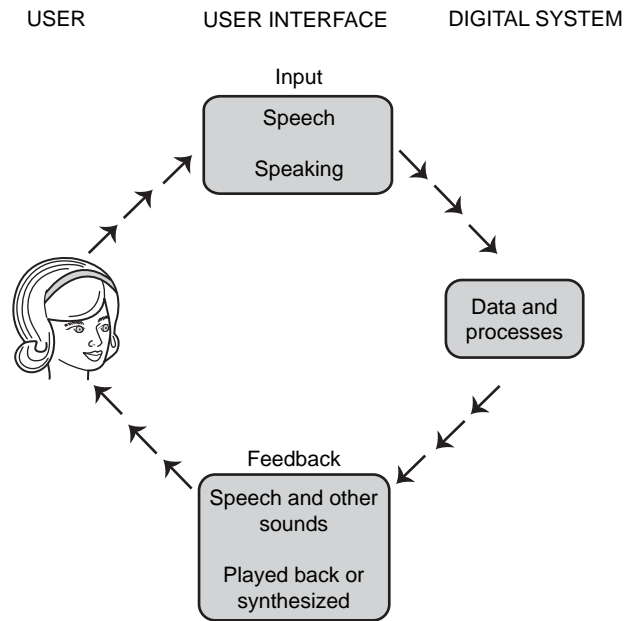 USER USER INTERFACE DIGITAL SYSTEM
Input
Speech
Speaking
Data and
processes
Feedback
Speech and other
sounds
Played back or
synthesized